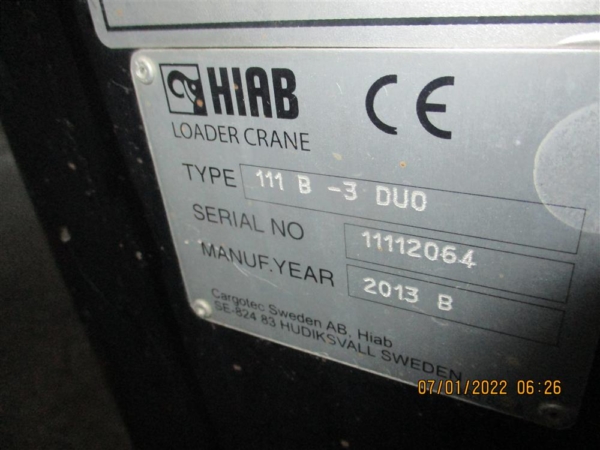 HIAB CE
LOADER CRANE
TYPE 111 B -3 DUO
SERIAL NO 11112064
MANUF.YEAR 2013 B
Cargotec Sweden AB, Hiab
SE-824 83 HUDIKSVALL SWEDEN
07/01/2022 06:26